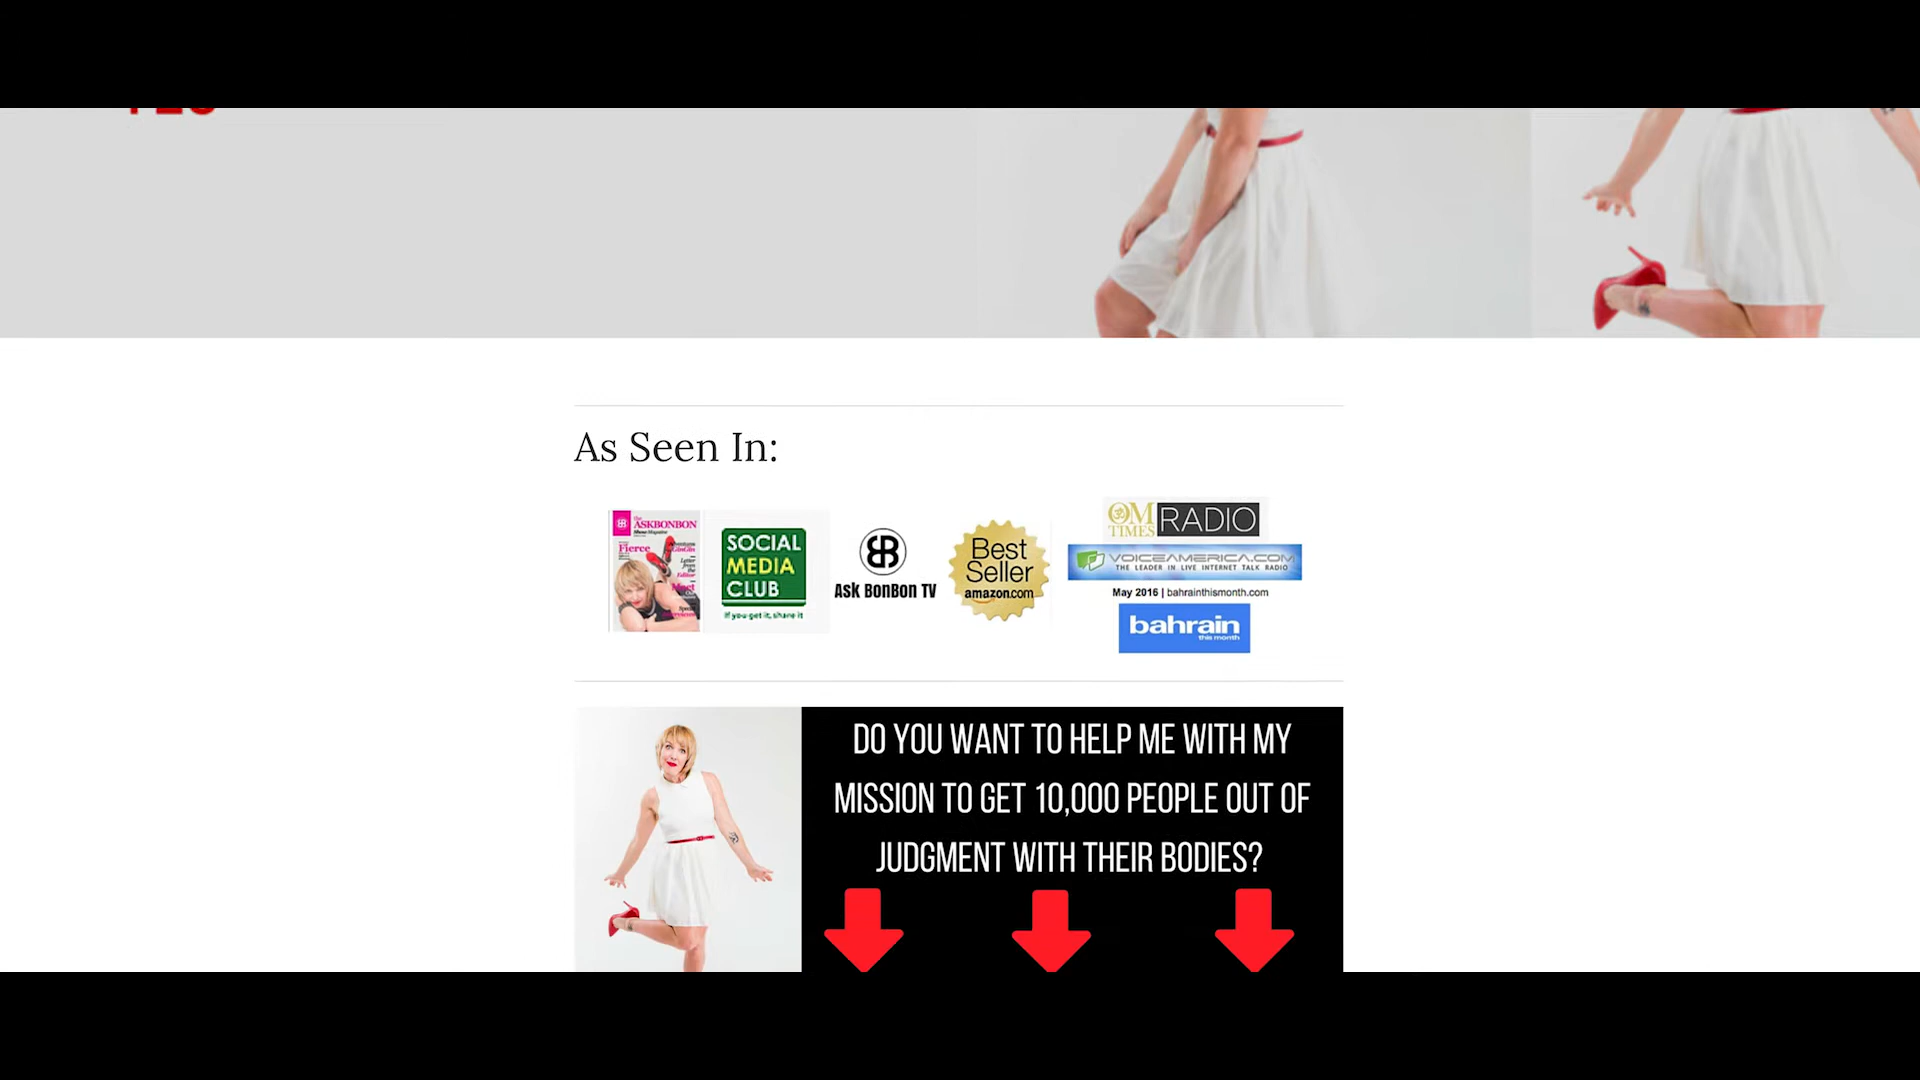 As Seen In:
The
ASKBONBON
Fierce
SOCIAL
MEDIA
CLUB
If you get it, share it
Ask BonBon TV
Best
Seller
amazon.com
OM
TIMES
RADIO
VOICEAMERICA.COM
THE LEADER IN LIVE INTERNET TALK RADIO
May 2016 | bahrainthismonth.com
bahrain
this month
DO YOU WANT TO HELP ME WITH MY
MISSION TO GET 10,000 PEOPLE OUT OF
JUDGMENT WITH THEIR BODIES?